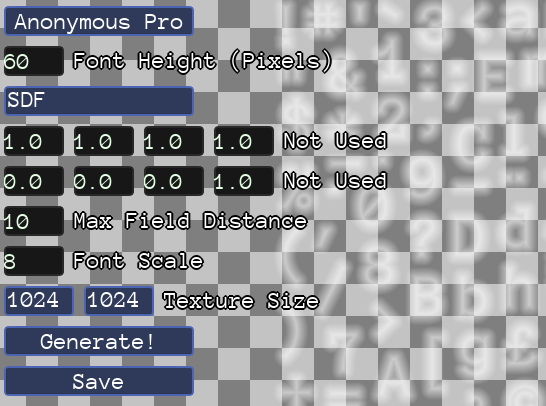 Anonymous Pro
60 Font Height (Pixels)
SDF
1.0 1.0 1.0 1.0 Not Used
0.0 0.0 0.0 1.0 Not Used
10 Max Field Distance
8 Font Scale
1024 1024 Texture Size
Generate!
Save